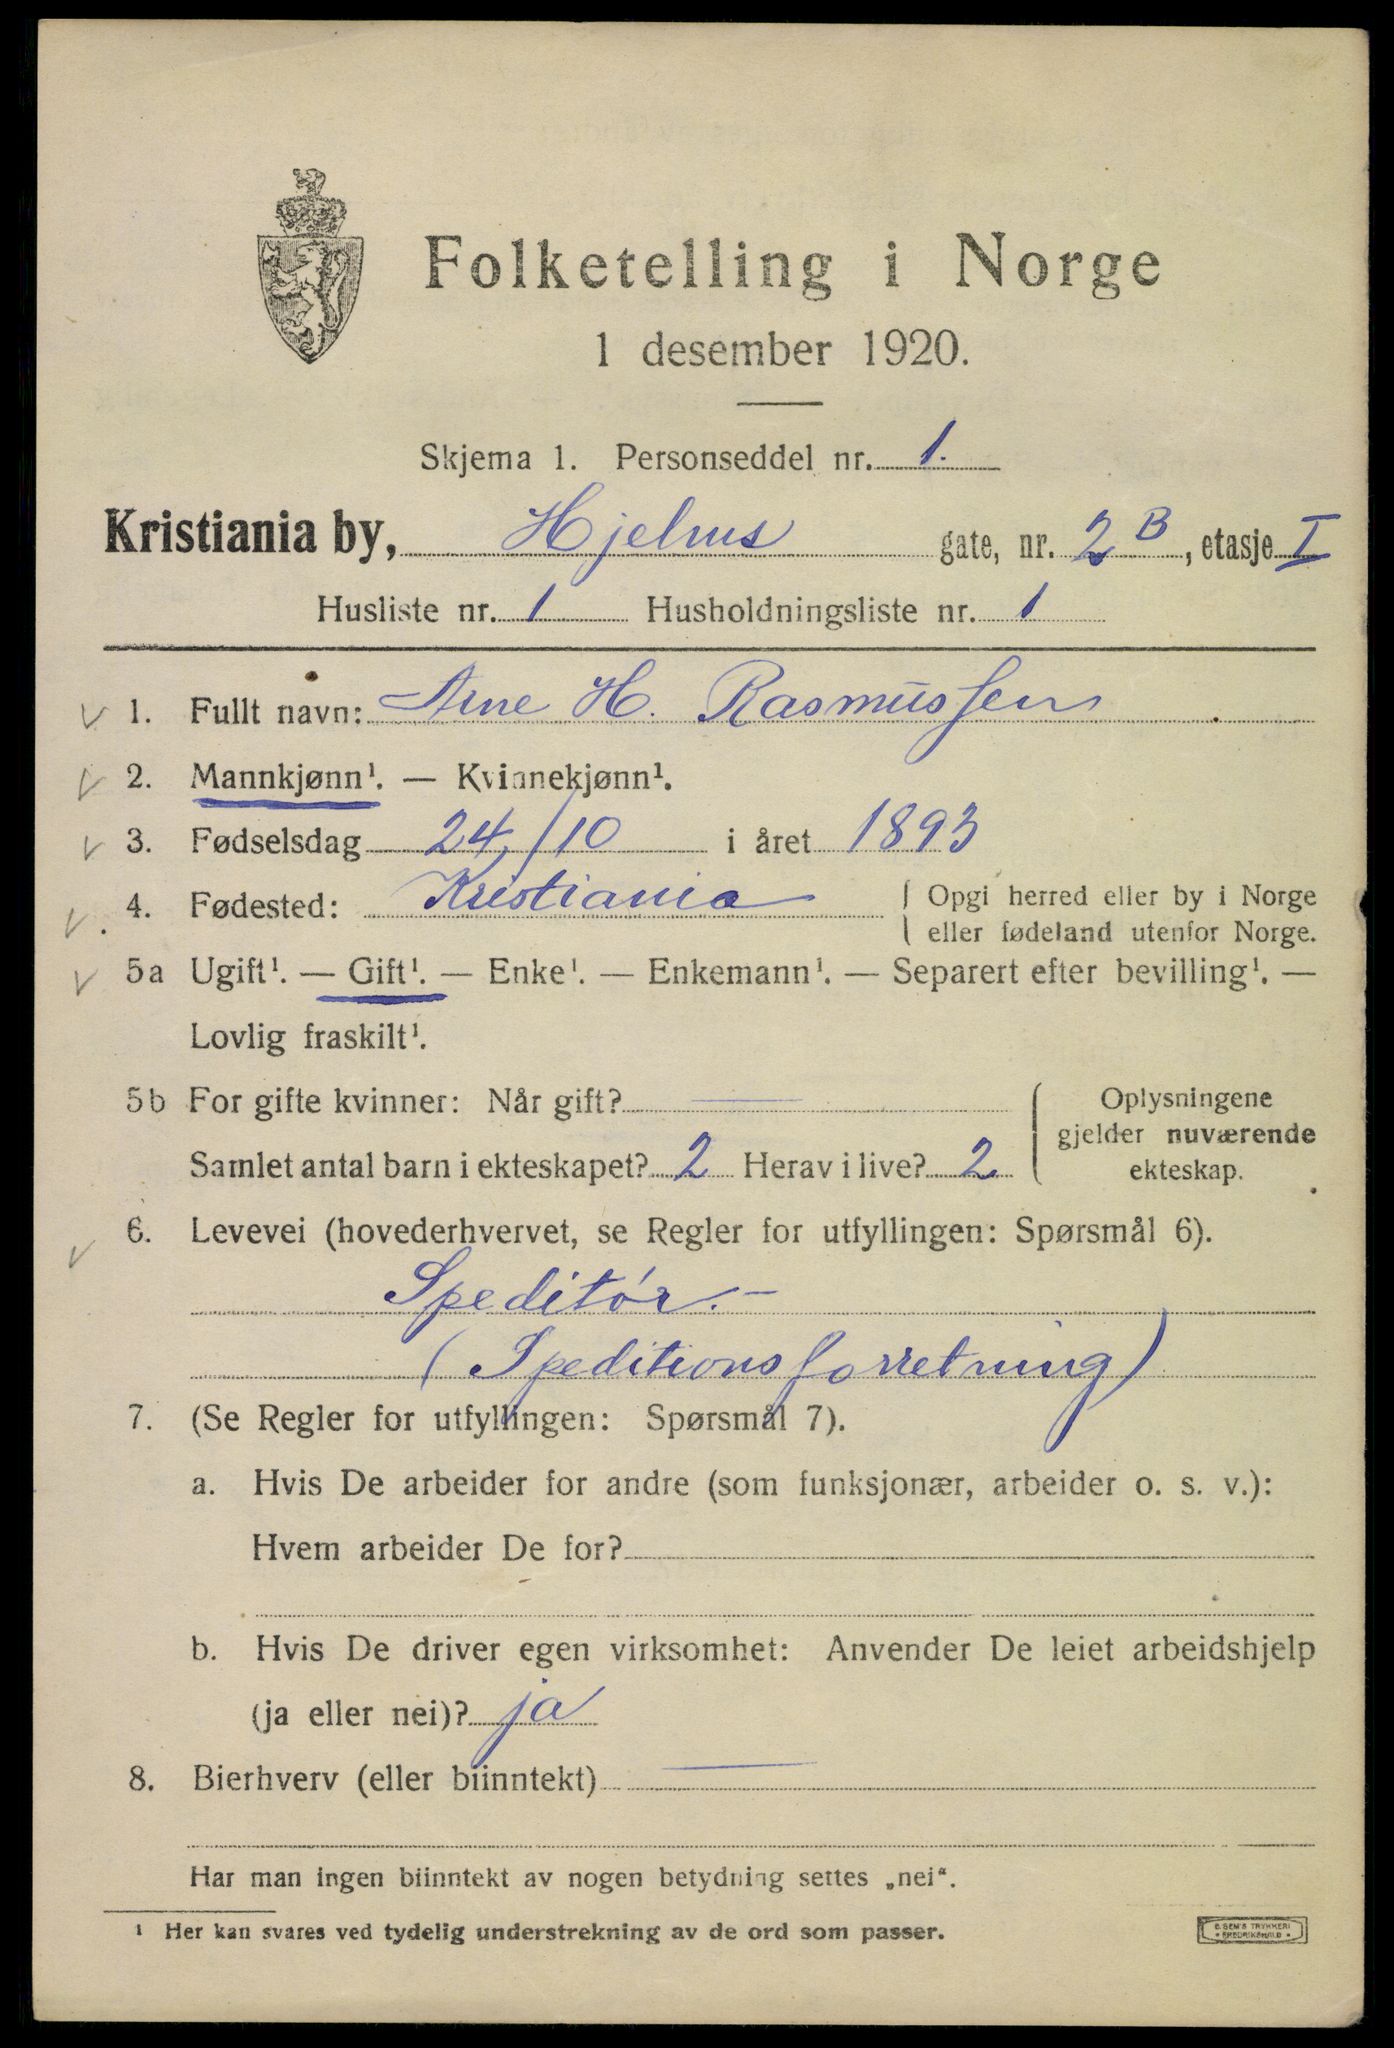 Folketelling i Norge
1 desember 1920.
Skjema 1. Personseddel nr. 1.
Kristiania by, Hjelms gate, nr. 2 B, etasje I
Husliste nr. 1 Husholdningsliste nr. 1
1. Fullt navn: Arne H. Rasmussen
2. Mannkjønn¹. — Kvinnekjønn¹.
3. Fødselsdag 24/10 i året 1893
4. Fødested: Kristiania { Opgi herred eller by i Norge
eller fødeland utenfor Norge.
5a Ugift¹. — Gift¹. — Enke¹. — Enkemann¹. — Separert efter bevilling¹. —
Lovlig fraskilt¹.
5b For gifte kvinner: Når gift? — { Oplysningene
gjelder nuværende
Samlet antal barn i ekteskapet? 2 Herav i live? 2 ekteskap.
6. Levevei (hovederhvervet, se Regler for utfyllingen: Spørsmål 6).
Speditór. -
(Speditionsforretning)
7. (Se Regler for utfyllingen: Spørsmål 7).
a. Hvis De arbeider for andre (som funksjonær, arbeider o. s. v.):
Hvem arbeider De for?
b. Hvis De driver egen virksomhet: Anvender De leiet arbeidshjelp
(ja eller nei)? ja
8. Bierhverv (eller biinntekt) —
Har man ingen biinntekt av nogen betydning settes „nei“.
¹ Her kan svares ved tydelig understrekning av de ord som passer.
E. SEM'S TRYKKERI
• FREDRIKSHALD •